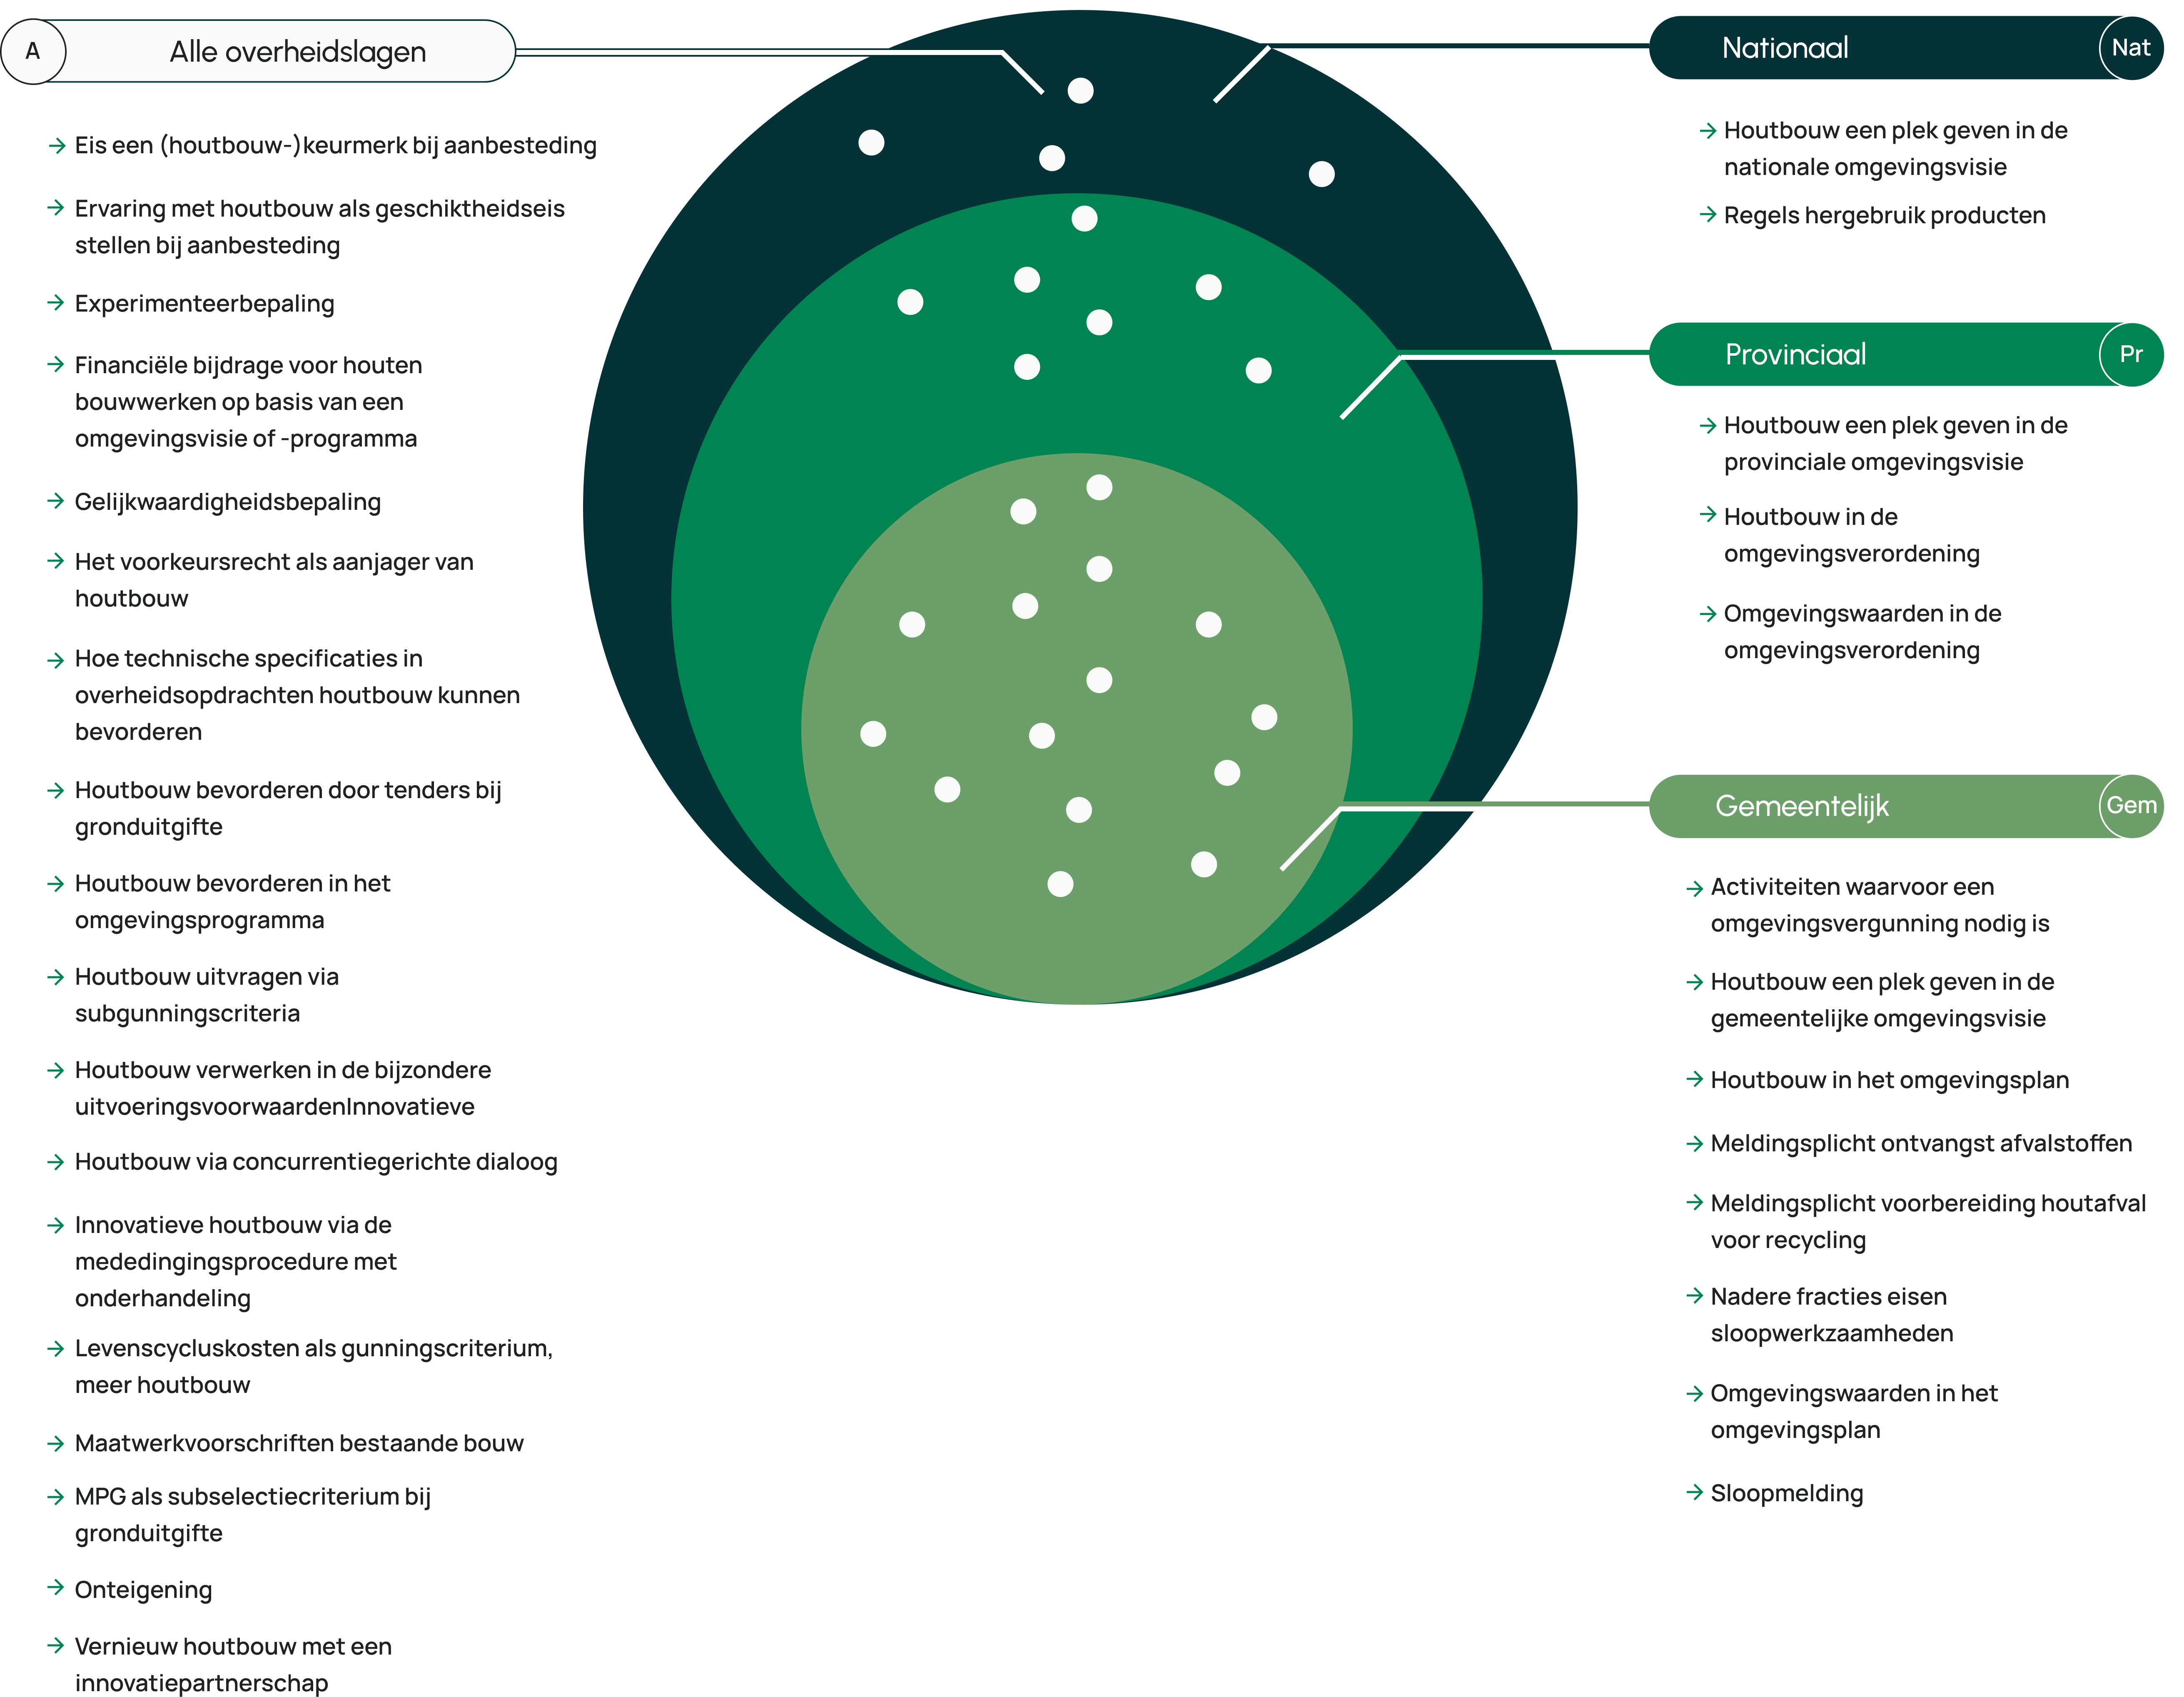 A
Alle overheidslagen
Eis een (houtbouw-)keurmerk bij aanbesteding
Ervaring met houtbouw als geschiktheidseis
stellen bij aanbesteding
Experimenteerbepaling
Financiële bijdrage voor houten
bouwwerken op basis van een
omgevingsvisie of -programma
Gelijkwaardigheidsbepaling
Het voorkeursrecht als aanjager van
houtbouw
Hoe technische specificaties in
overheidsopdrachten houtbouw kunnen
bevorderen
Houtbouw bevorderen door tenders bij
gronduitgifte
Houtbouw bevorderen in het
omgevingsprogramma
Houtbouw uitvragen via
subgunningscriteria
Houtbouw verwerken in de bijzondere
uitvoeringsvoorwaardenInnovatieve
Houtbouw via concurrentiegerichte dialoog
Innovatieve houtbouw via de
mededingingsprocedure met
onderhandeling
Levenscycluskosten als gunningscriterium,
meer houtbouw
Maatwerkvoorschriften bestaande bouw
MPG als subselectiecriterium bij
gronduitgifte
Onteigening
Vernieuw houtbouw met een
innovatiepartnerschap
Nationaal
Nat
Houtbouw een plek geven in de
nationale omgevingsvisie
Regels hergebruik producten
Provinciaal
Pr
Houtbouw een plek geven in de
provinciale omgevingsvisie
Houtbouw in de
omgevingsverordening
Omgevingswaarden in de
omgevingsverordening
Gemeentelijk
Gem
Activiteiten waarvoor een
omgevingsvergunning nodig is
Houtbouw een plek geven in de
gemeentelijke omgevingsvisie
Houtbouw in het omgevingsplan
Meldingsplicht ontvangst afvalstoffen
Meldingsplicht voorbereiding houtafval
voor recycling
Nadere fracties eisen
sloopwerkzaamheden
Omgevingswaarden in het
omgevingsplan
Sloopmelding